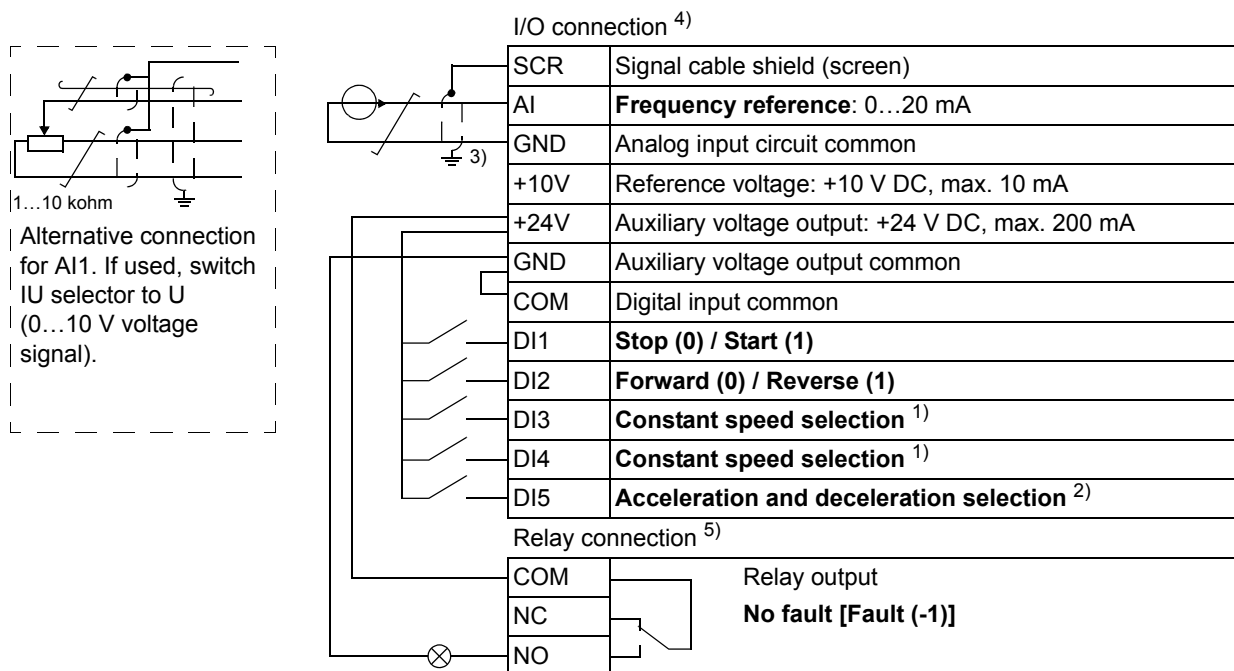 I/O connection 4)
SCR Signal cable shield (screen)
AI Frequency reference: 0…20 mA
GND Analog input circuit common
3)
+10V Reference voltage: +10 V DC, max. 10 mA
1…10 kohm
+24V Auxiliary voltage output: +24 V DC, max. 200 mA
Alternative connection
for AI1. If used, switch
IU selector to U
(0…10 V voltage
signal).
GND Auxiliary voltage output common
COM Digital input common
DI1 Stop (0) / Start (1)
DI2 Forward (0) / Reverse (1)
DI3 Constant speed selection 1)
DI4 Constant speed selection 1)
DI5 Acceleration and deceleration selection 2)
Relay connection 5)
COM Relay output
NC No fault [Fault (-1)]
NO